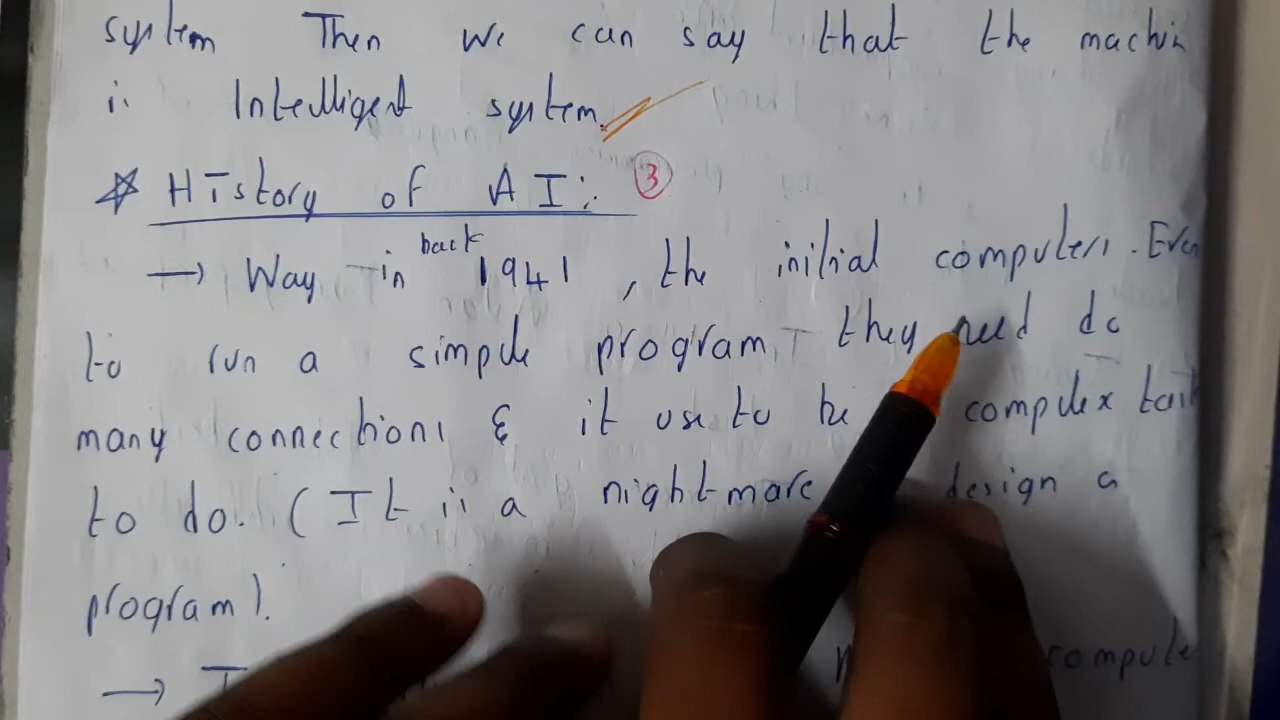 system Then we can say that the machin
is Intelligent system.
* History of AI:- 3
→ Way in back 1941, the initial computers. Even
to run a simple program, they need do
many connections & it use to be complex task
to do. (It is a nightmare design a
program).
→ compute